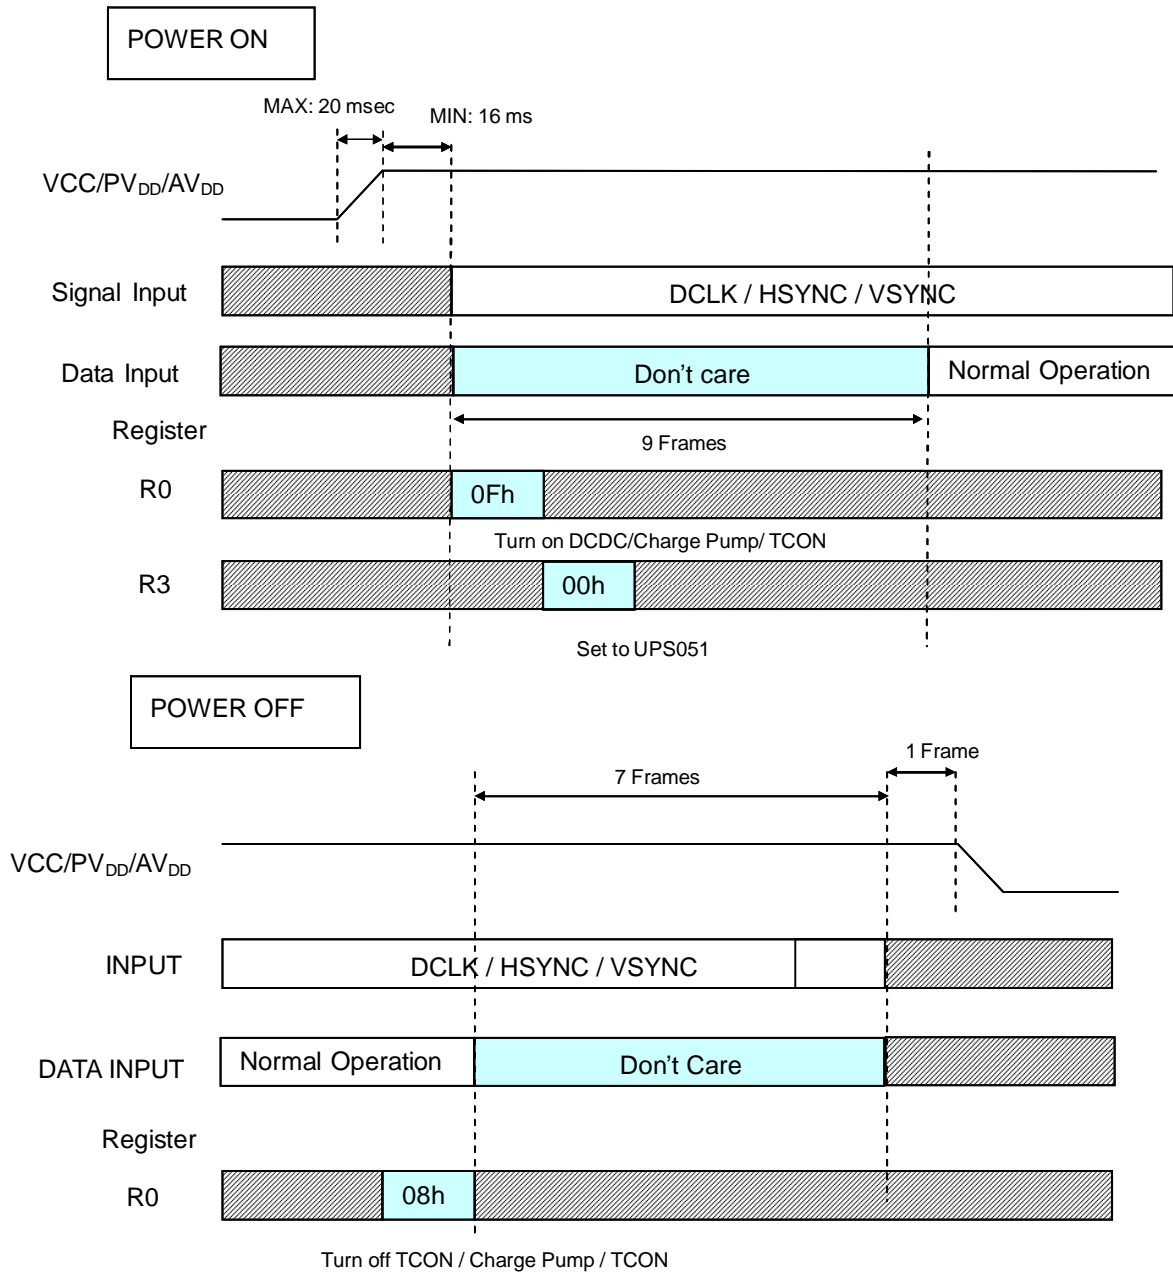 POWER ON
MAX: 20 msec
MIN: 16 ms
VCC/PVDD/AVDD
Signal Input
DCLK / HSYNC / VSYNC
Data Input
Don't care
Normal Operation
Register
9 Frames
R0
0Fh
Turn on DCDC/Charge Pump/ TCON
R3
00h
Set to UPS051
POWER OFF
1 Frame
7 Frames
VCC/PVDD/AVDD
INPUT
DCLK / HSYNC / VSYNC
DATA INPUT
Normal Operation
Don't Care
Register
R0
08h
Turn off TCON / Charge Pump / TCON